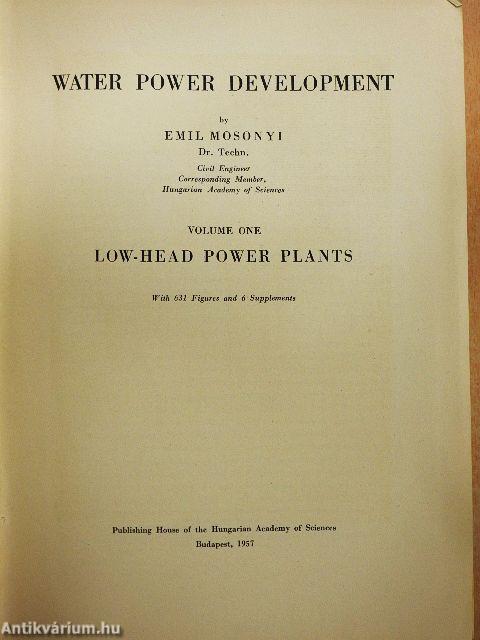 WATER POWER DEVELOPMENT
by
EMIL MOSONYI
Dr. Techn.
Civil Engineer
Corresponding Member,
Hungarian Academy of Sciences
VOLUME ONE
LOW-HEAD POWER PLANTS
With 631 Figures and 6 Supplements
Publishing House of the Hungarian Academy of Sciences
Budapest, 1957
Antikvárium.hu